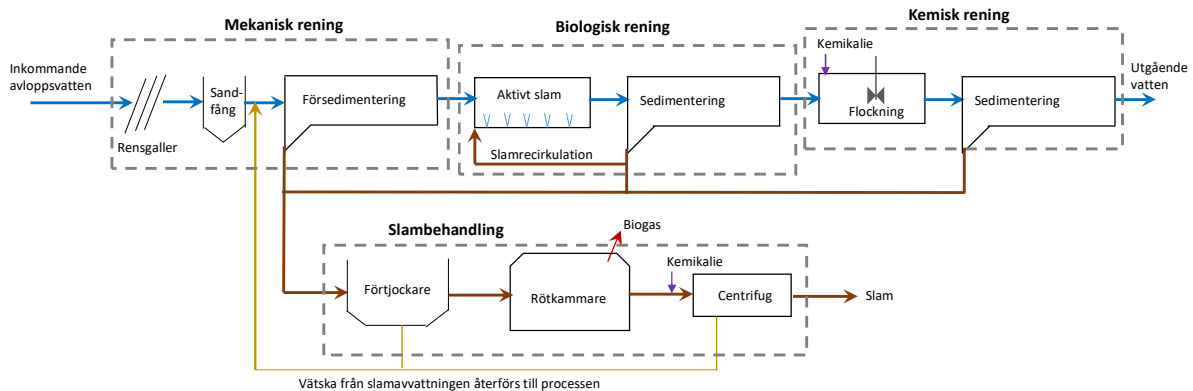 Mekanisk rening
Biologisk rening
Kemisk rening
Inkommande
avloppsvatten
Rensgaller
Sand-
fång
Försedimentering
Aktivt slam
Slamrecirkulation
Sedimentering
Kemikalie
Flockning
Sedimentering
Utgående
vatten
Slambehandling
Förtjockare
Rötkammare
Biogas
Kemikalie
Centrifug
Slam
Vätska från slamavvattningen återförs till processen